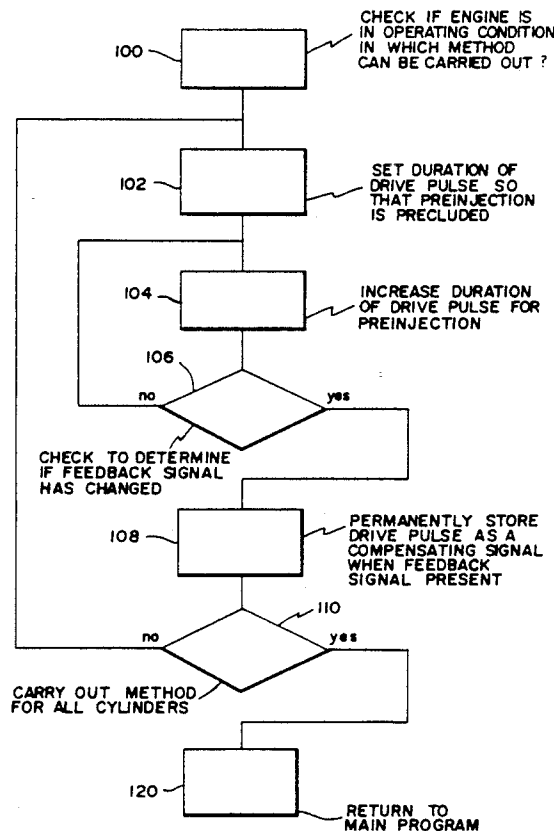 CHECK IF ENGINE IS
IN OPERATING CONDITION
IN WHICH METHOD
CAN BE CARRIED OUT ?
100
102
SET DURATION OF
DRIVE PULSE SO
THAT PREINJECTION
IS PRECLUDED
104
INCREASE DURATION
OF DRIVE PULSE FOR
PREINJECTION
106
no
yes
CHECK TO DETERMINE
IF FEEDBACK SIGNAL
HAS CHANGED
108
PERMANENTLY STORE
DRIVE PULSE AS A
COMPENSATING SIGNAL
WHEN FEEDBACK
SIGNAL PRESENT
110
no
yes
CARRY OUT METHOD
FOR ALL CYLINDERS
120
RETURN TO
MAIN PROGRAM